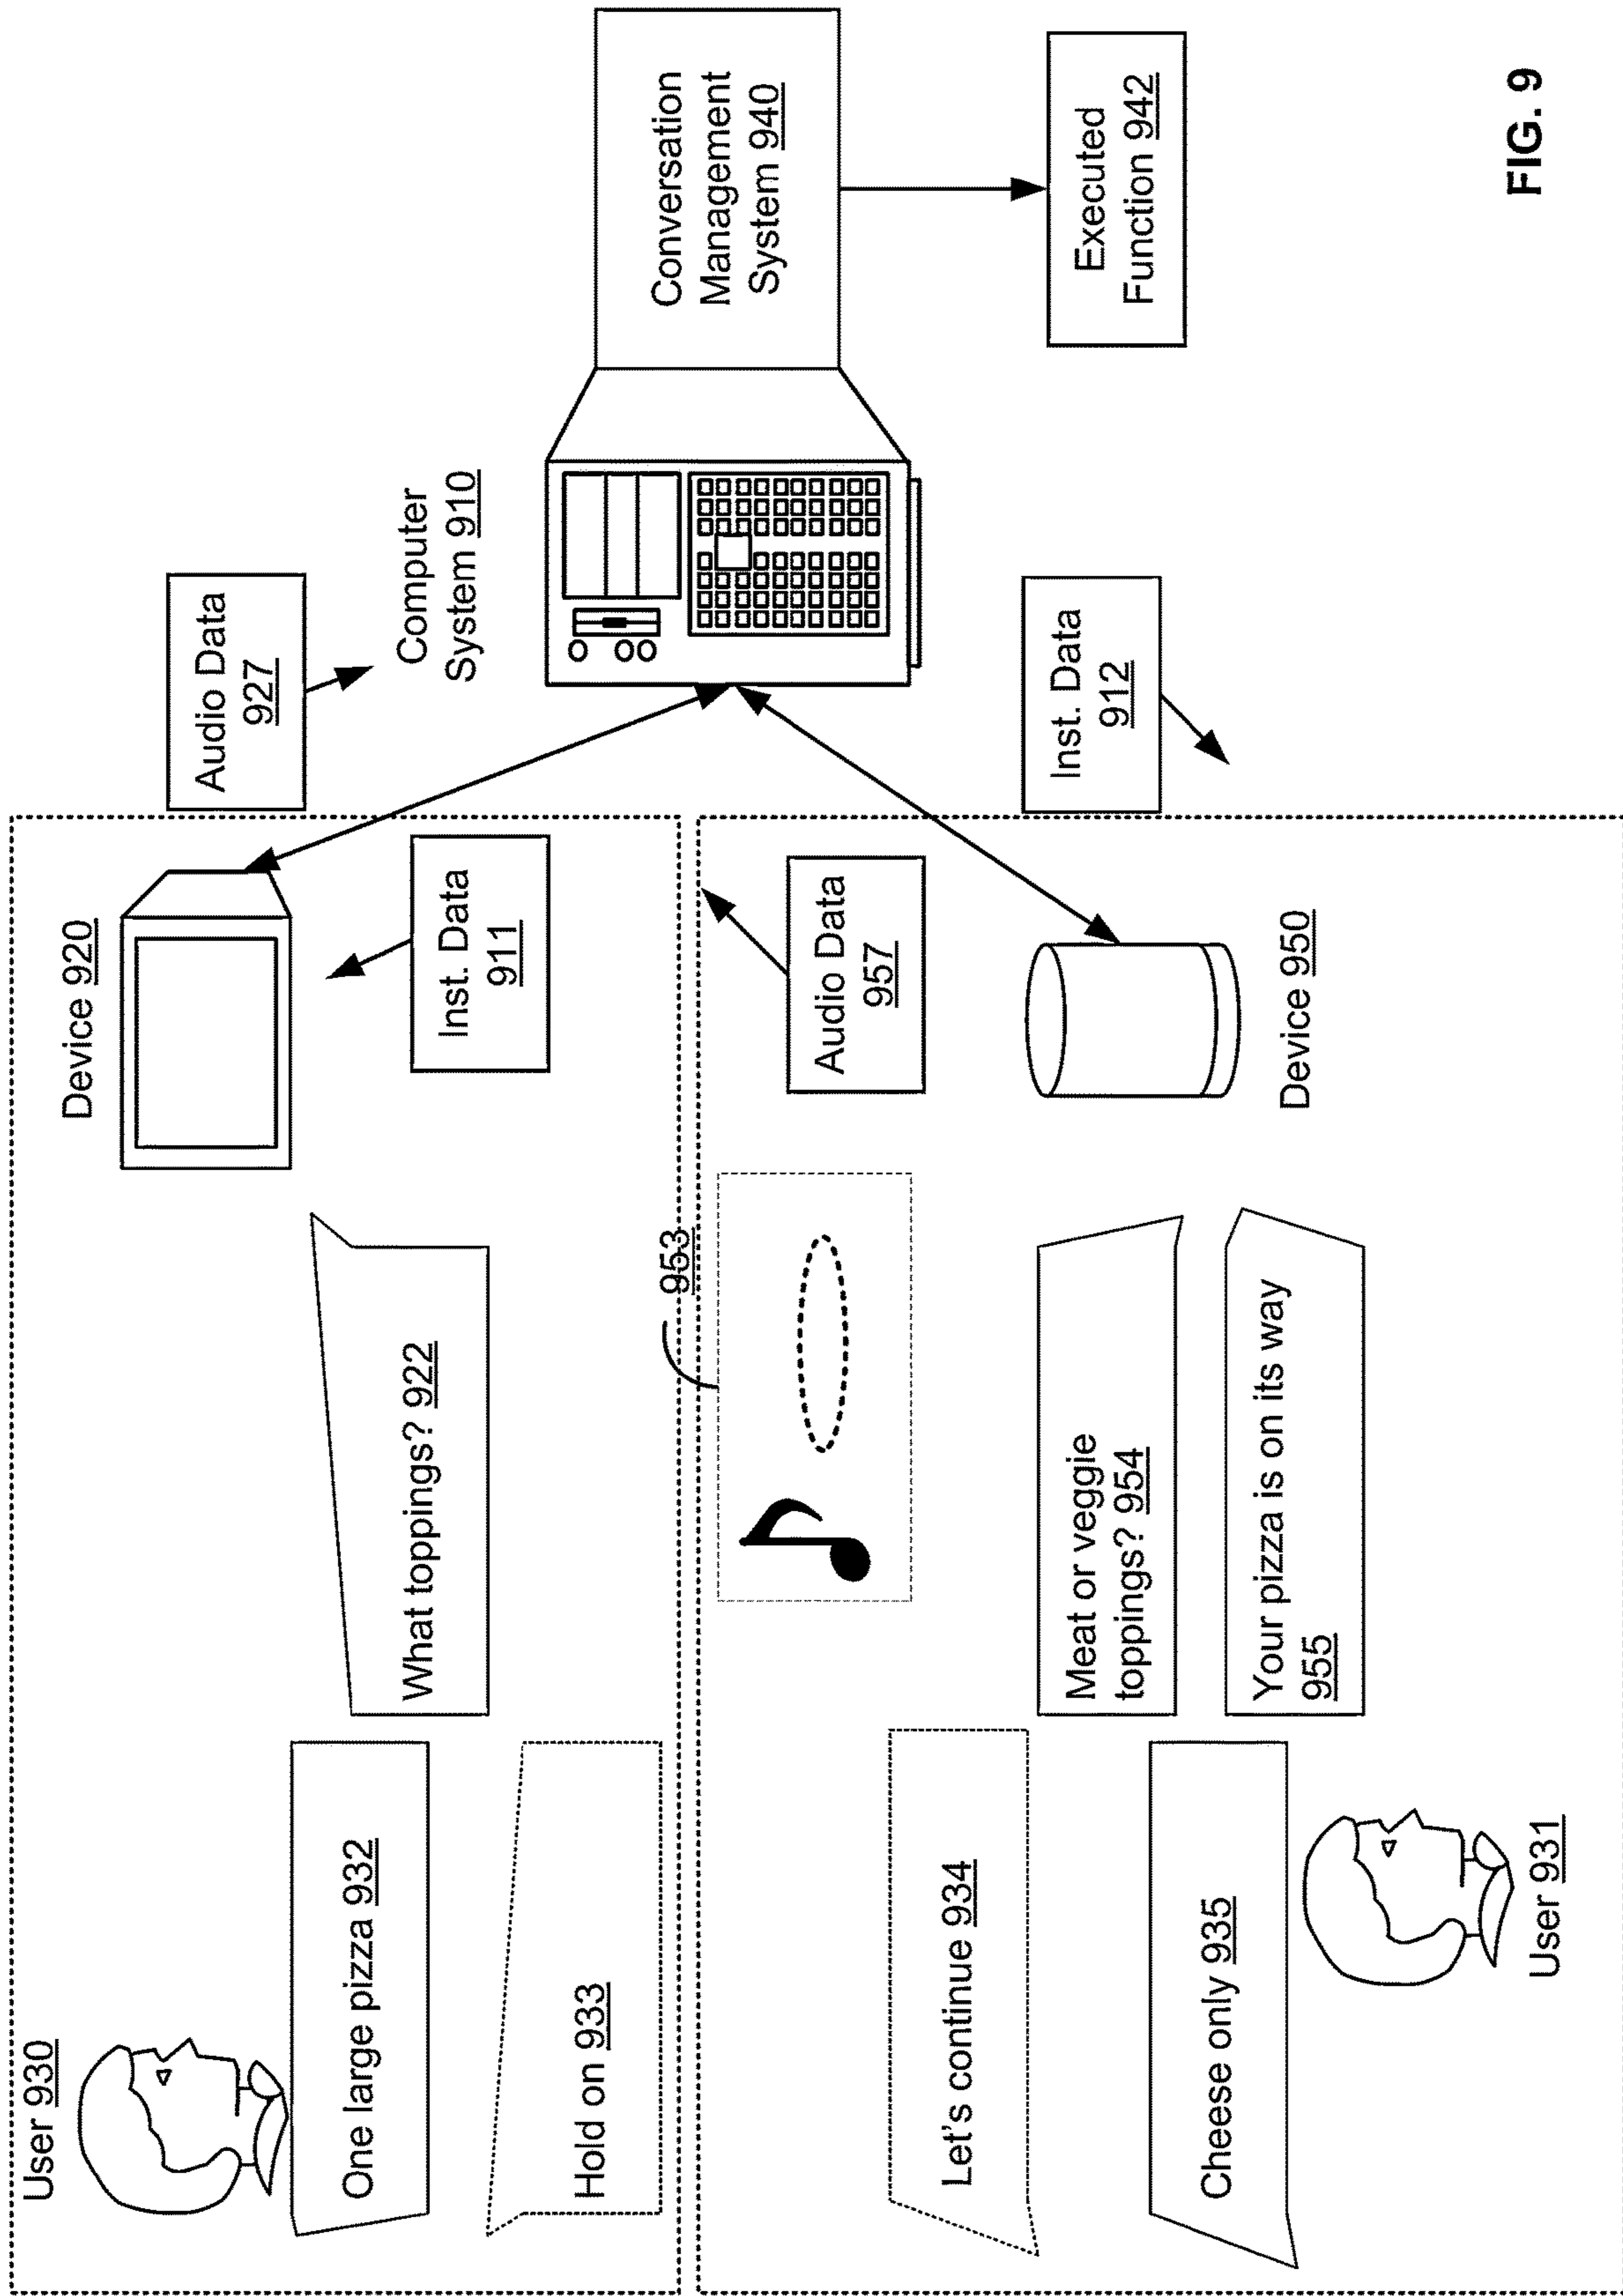 User 930
Device 920
One large pizza 932
What toppings? 922
Hold on 933
Inst. Data
911
Audio Data
927
Computer
System 910
Conversation
Management
System 940
Executed
Function 942
953
Audio Data
957
Inst. Data
912
Let's continue 934
Meat or veggie
toppings? 954
Cheese only 935
Your pizza is on its way
955
Device 950
User 931
FIG. 9